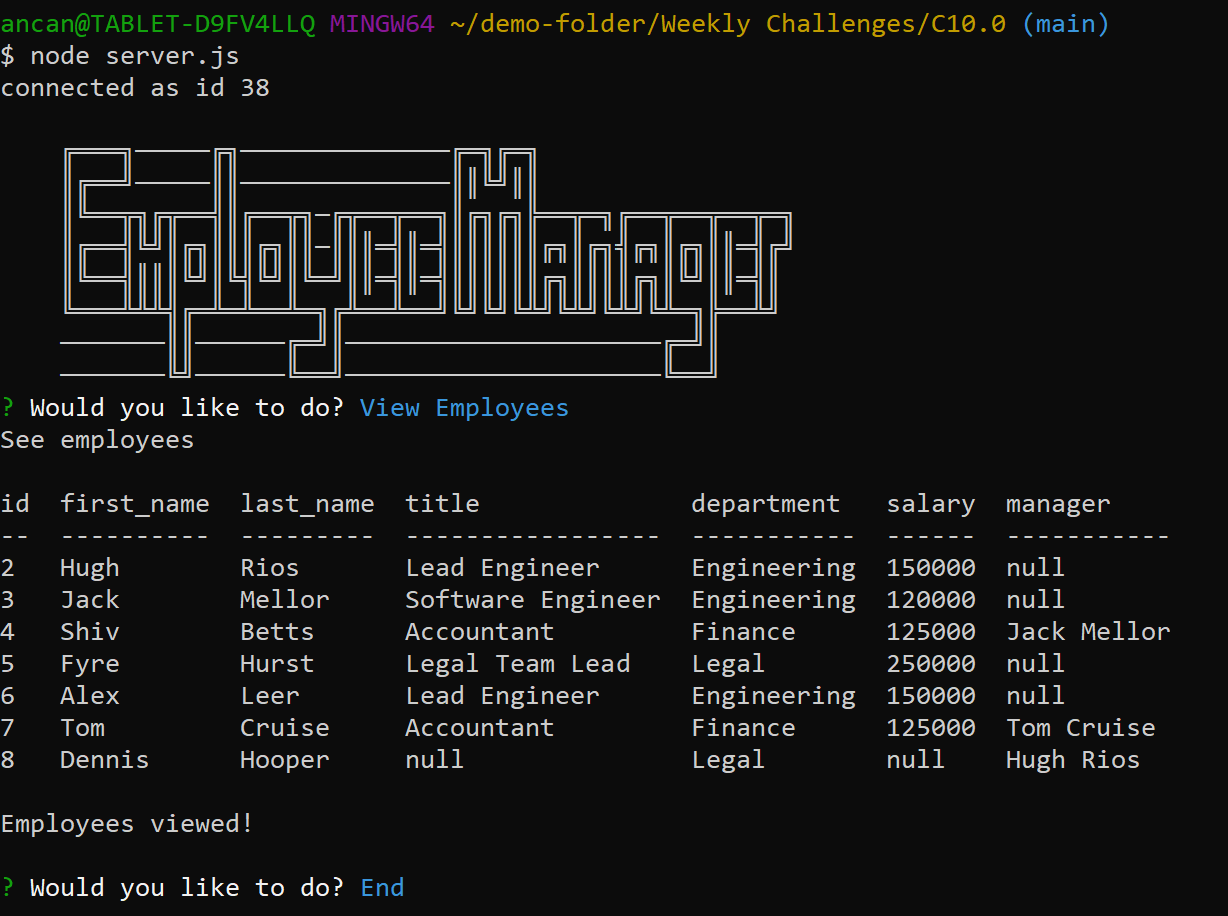 ancan@TABLET-D9FV4LLQ MINGW64 ~/demo-folder/Weekly Challenges/C10.0 (main)
$ node server.js
connected as id 38
Employee Manager
? Would you like to do? View Employees
See employees
id first_name last_name title department salary manager
-- ---------- --------- ----------------- ----------- ------ -----------
2 Hugh Rios Lead Engineer Engineering 150000 null
3 Jack Mellor Software Engineer Engineering 120000 null
4 Shiv Betts Accountant Finance 125000 Jack Mellor
5 Fyre Hurst Legal Team Lead Legal 250000 null
6 Alex Leer Lead Engineer Engineering 150000 null
7 Tom Cruise Accountant Finance 125000 Tom Cruise
8 Dennis Hooper null Legal null Hugh Rios
Employees viewed!
? Would you like to do? End